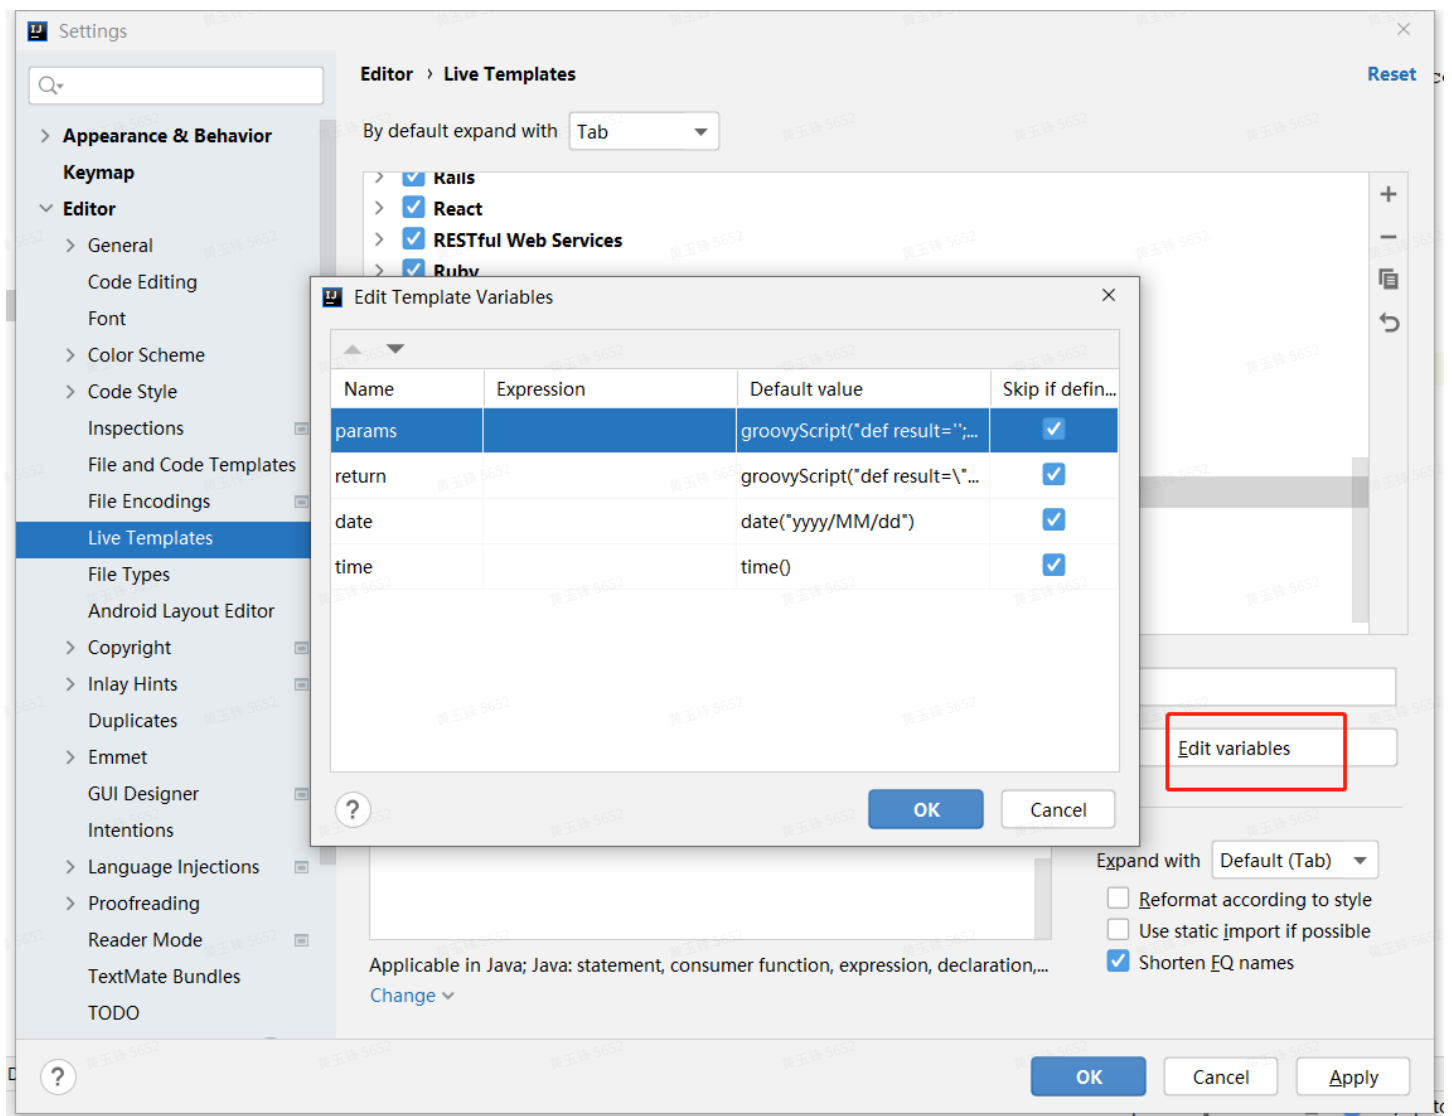 Settings
Editor › Live Templates
Reset
By default expand with Tab
Appearance & Behavior
Keymap
Editor
General
Code Editing
Font
Color Scheme
Code Style
Inspections
File and Code Templates
File Encodings
Live Templates
File Types
Android Layout Editor
Copyright
Inlay Hints
Duplicates
Emmet
GUI Designer
Intentions
Language Injections
Proofreading
Reader Mode
TextMate Bundles
TODO
Rails
React
RESTful Web Services
Ruby
Edit Template Variables
Name Expression Default value Skip if defin...
params groovyScript("def result='';...
return groovyScript("def result=\"...
date date("yyyy/MM/dd")
time time()
? OK Cancel
Edit variables
Expand with Default (Tab)
Reformat according to style
Use static import if possible
Shorten FQ names
Applicable in Java; Java: statement, consumer function, expression, declaration,...
Change
? OK Cancel Apply